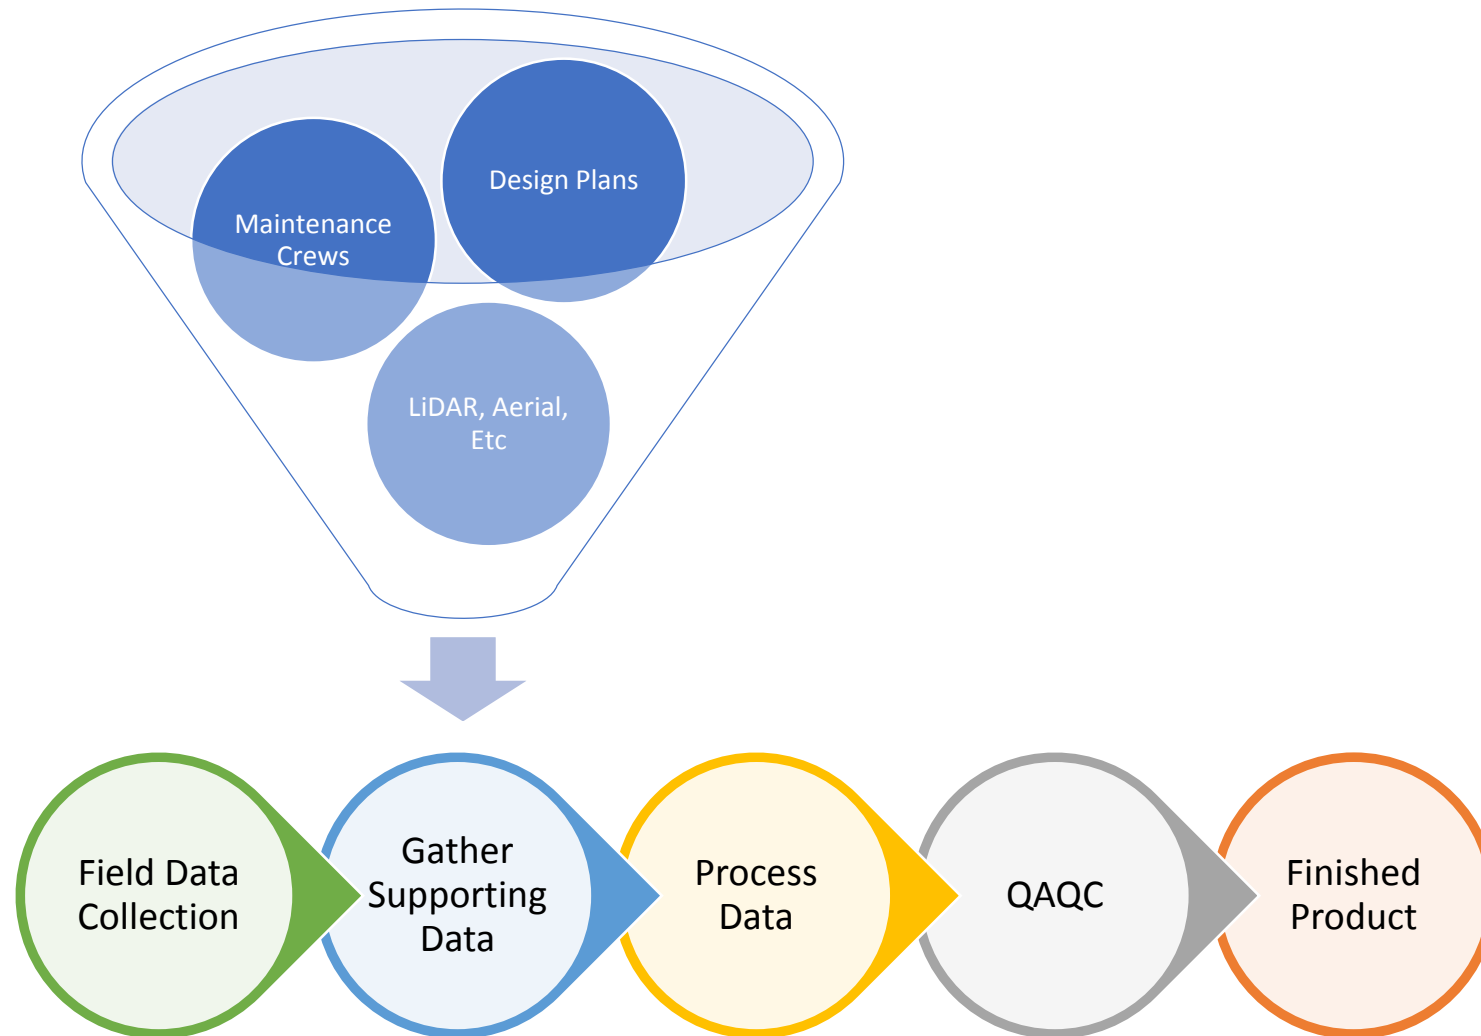 Design Plans
Maintenance
Crews
LiDAR, Aerial,
Etc
Field Data
Collection
Gather
Supporting
Data
Process
Data
QAQC
Finished
Product